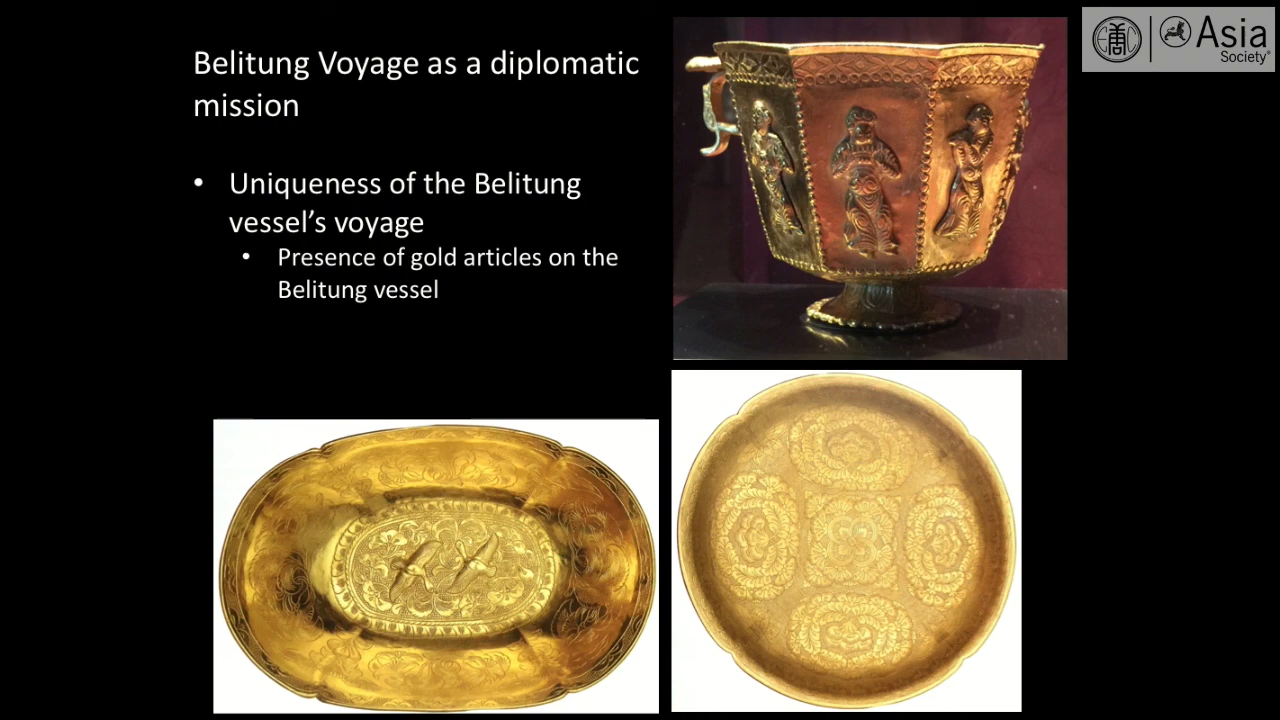 Belitung Voyage as a diplomatic
mission
• Uniqueness of the Belitung
vessel’s voyage
• Presence of gold articles on the
Belitung vessel
Asia
Society